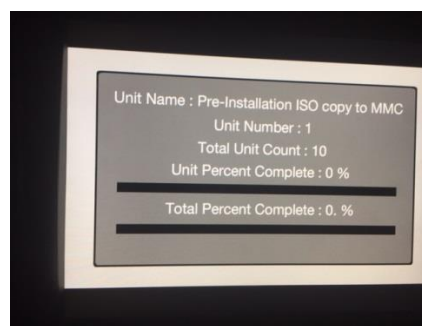 Unit Name : Pre-Installation ISO copy to MMC
Unit Number : 1
Total Unit Count : 10
Unit Percent Complete : 0 %
Total Percent Complete : 0. %